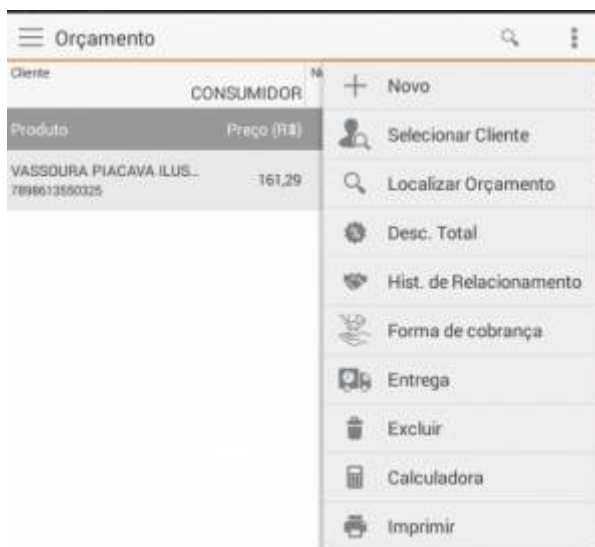 Orçamento
Cliente
CONSUMIDOR
Produto Preço (R$)
VASSOURA PIACAVA ILUS... 161,29
7898613550325
Novo
Selecionar Cliente
Localizar Orçamento
Desc. Total
Hist. de Relacionamento
Forma de cobrança
Entrega
Excluir
Calculadora
Imprimir